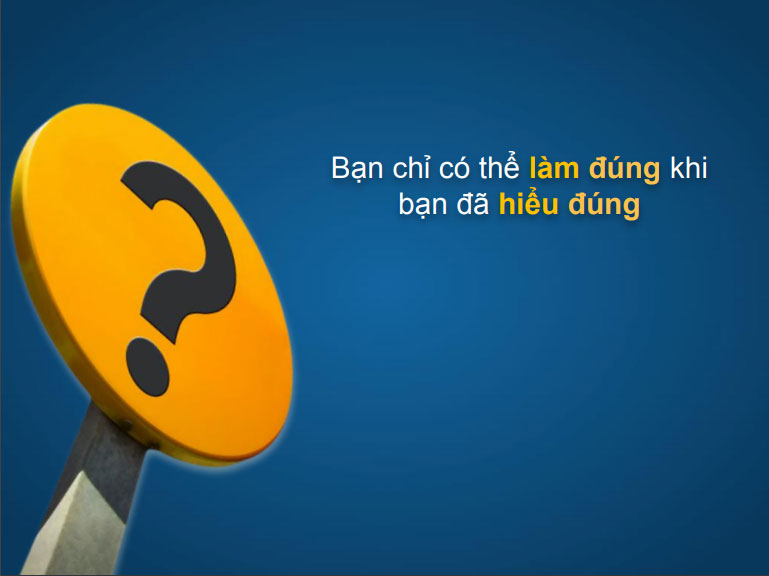 Bạn chỉ có thể làm đúng khi
bạn đã hiểu đúng
?